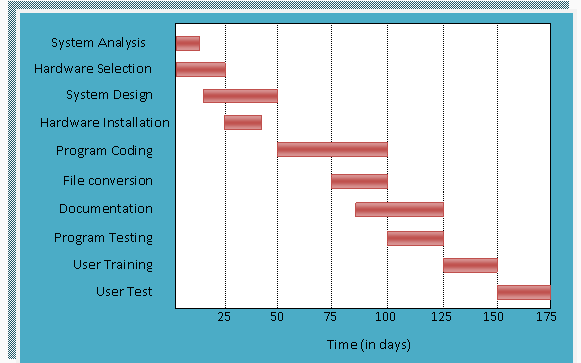 System Analysis
Hardware Selection
System Design
Hardware Installation
Program Coding
File conversion
Documentation
Program Testing
User Training
User Test
25 50 75 100 125 150 175
Time (in days)